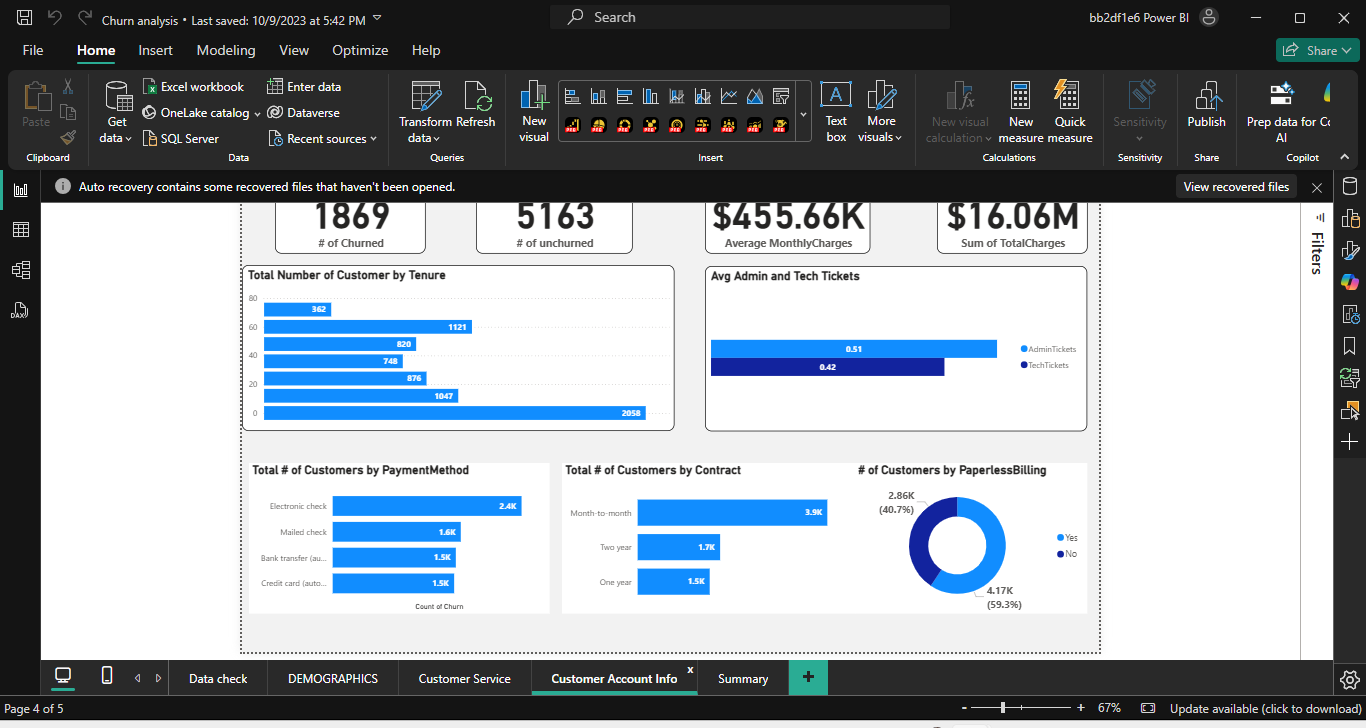 Churn analysis • Last saved: 10/9/2023 at 5:42 PM
Search
bb2df1e6 Power BI
File Home Insert Modeling View Optimize Help
Share
Paste
Clipboard
Get data
Excel workbook
OneLake catalog
SQL Server
Enter data
Dataverse
Recent sources
Data
Transform data
Refresh
Queries
New visual
Text box
More visuals
Insert
New visual calculation
New measure
Quick measure
Calculations
Sensitivity
Sensitivity
Publish
Share
Prep data for AI
Copilot
Auto recovery contains some recovered files that haven't been opened.
View recovered files
Filters
1869
# of Churned
5163
# of unchurned
$455.66K
Average MonthlyCharges
$16.06M
Sum of TotalCharges
Total Number of Customer by Tenure
80
362
60
1121
820
40
748
876
20
1047
0
2058
Avg Admin and Tech Tickets
0.51
0.42
AdminTickets
TechTickets
Total # of Customers by PaymentMethod
Electronic check 2.4K
Mailed check 1.6K
Bank transfer (au... 1.5K
Credit card (auto... 1.5K
Count of Churn
Total # of Customers by Contract
Month-to-month 3.9K
Two year 1.7K
One year 1.5K
# of Customers by PaperlessBilling
2.86K
(40.7%)
Yes
No
4.17K
(59.3%)
Data check DEMOGRAPHICS Customer Service Customer Account Info Summary
Page 4 of 5
67%
Update available (click to download)